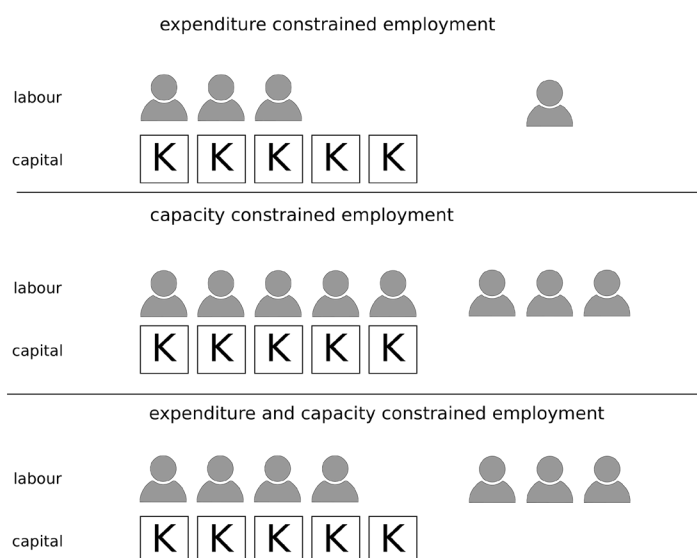 expenditure constrained employment
labour
capital K K K K K
capacity constrained employment
labour
capital K K K K K
expenditure and capacity constrained employment
labour
capital K K K K K